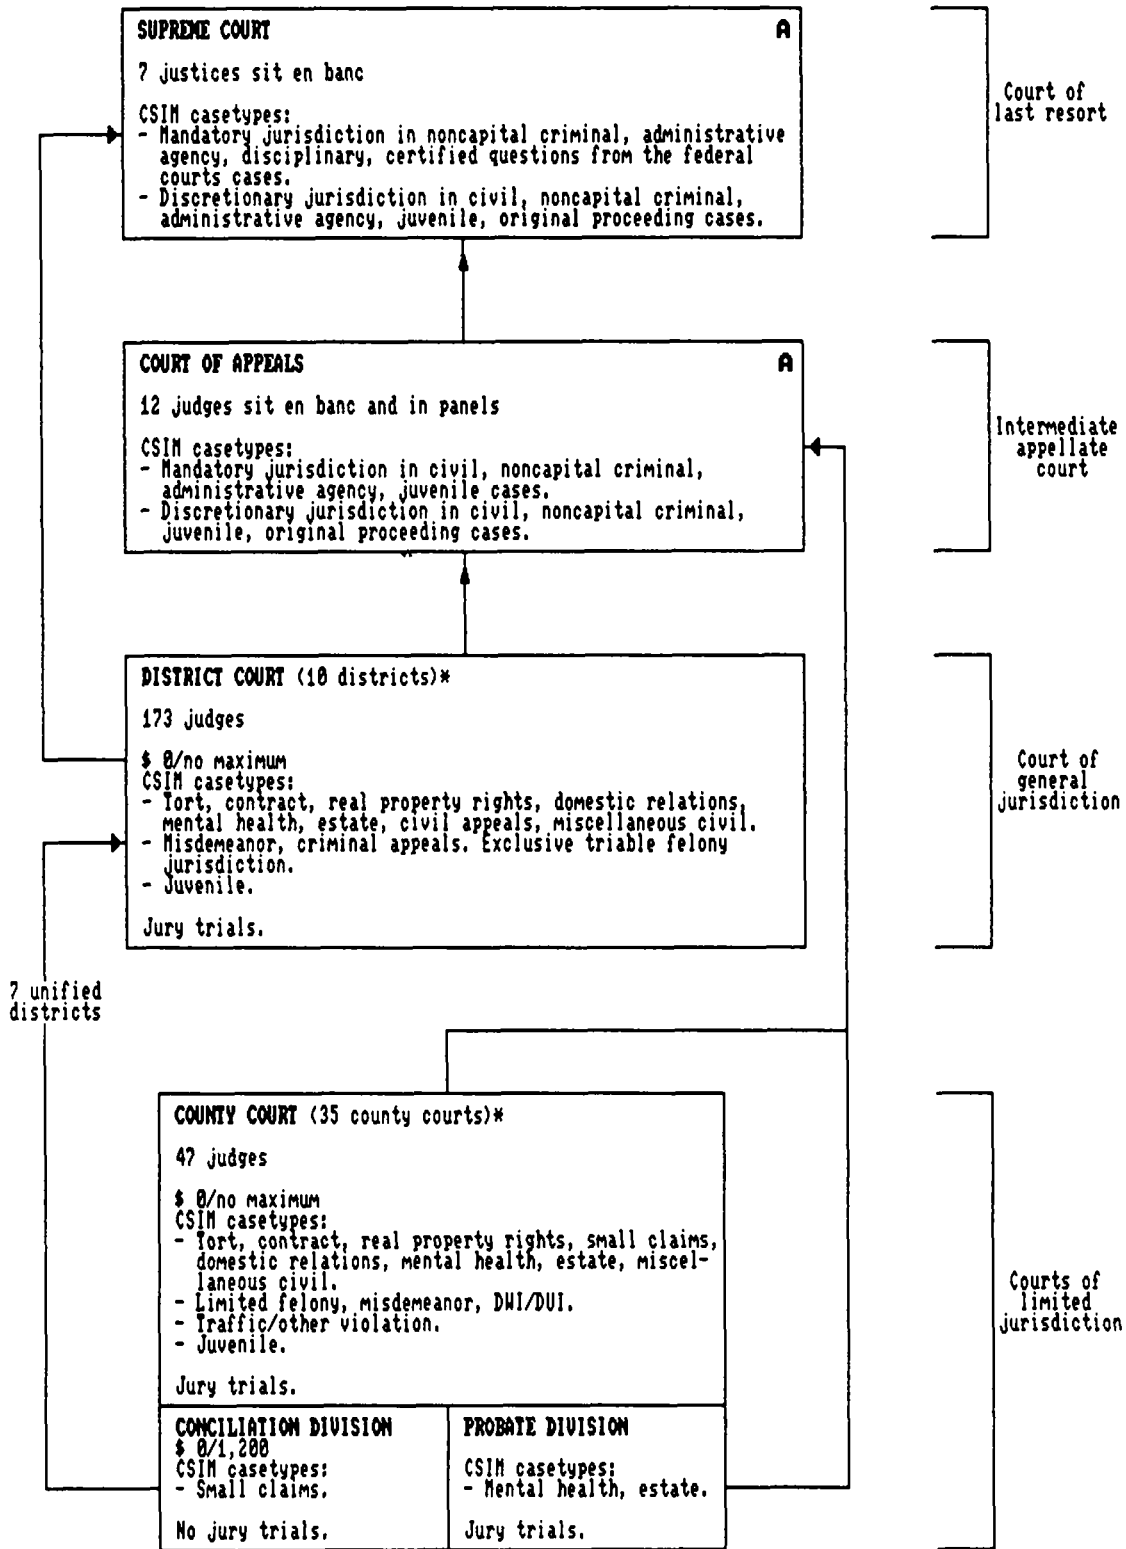 SUPREME COURT A
7 justices sit en banc
CSIM casetypes:
- Mandatory jurisdiction in noncapital criminal, administrative
agency, disciplinary, certified questions from the federal
courts cases.
- Discretionary jurisdiction in civil, noncapital criminal,
administrative agency, juvenile, original proceeding cases.
Court of
last resort
COURT OF APPEALS A
12 judges sit en banc and in panels
CSIM casetypes:
- Mandatory jurisdiction in civil, noncapital criminal,
administrative agency, juvenile cases.
- Discretionary jurisdiction in civil, noncapital criminal,
juvenile, original proceeding cases.
Intermediate
appellate
court
DISTRICT COURT (10 districts)*
173 judges
$ 0/no maximum
CSIM casetypes:
- Tort, contract, real property rights, domestic relations,
mental health, estate, civil appeals, miscellaneous civil.
- Misdemeanor, criminal appeals. Exclusive triable felony
jurisdiction.
- Juvenile.
Jury trials.
Court of
general
jurisdiction
7 unified
districts
COUNTY COURT (35 county courts)*
47 judges
$ 0/no maximum
CSIM casetypes:
- Tort, contract, real property rights, small claims,
domestic relations, mental health, estate, miscel-
laneous civil.
- Limited felony, misdemeanor, DWI/DUI.
- Traffic/other violation.
- Juvenile.
Jury trials.
Courts of
limited
jurisdiction
CONCILIATION DIVISION
$ 0/1,200
CSIM casetypes:
- Small claims.
No jury trials.
PROBATE DIVISION
CSIM casetypes:
- Mental health, estate.
Jury trials.